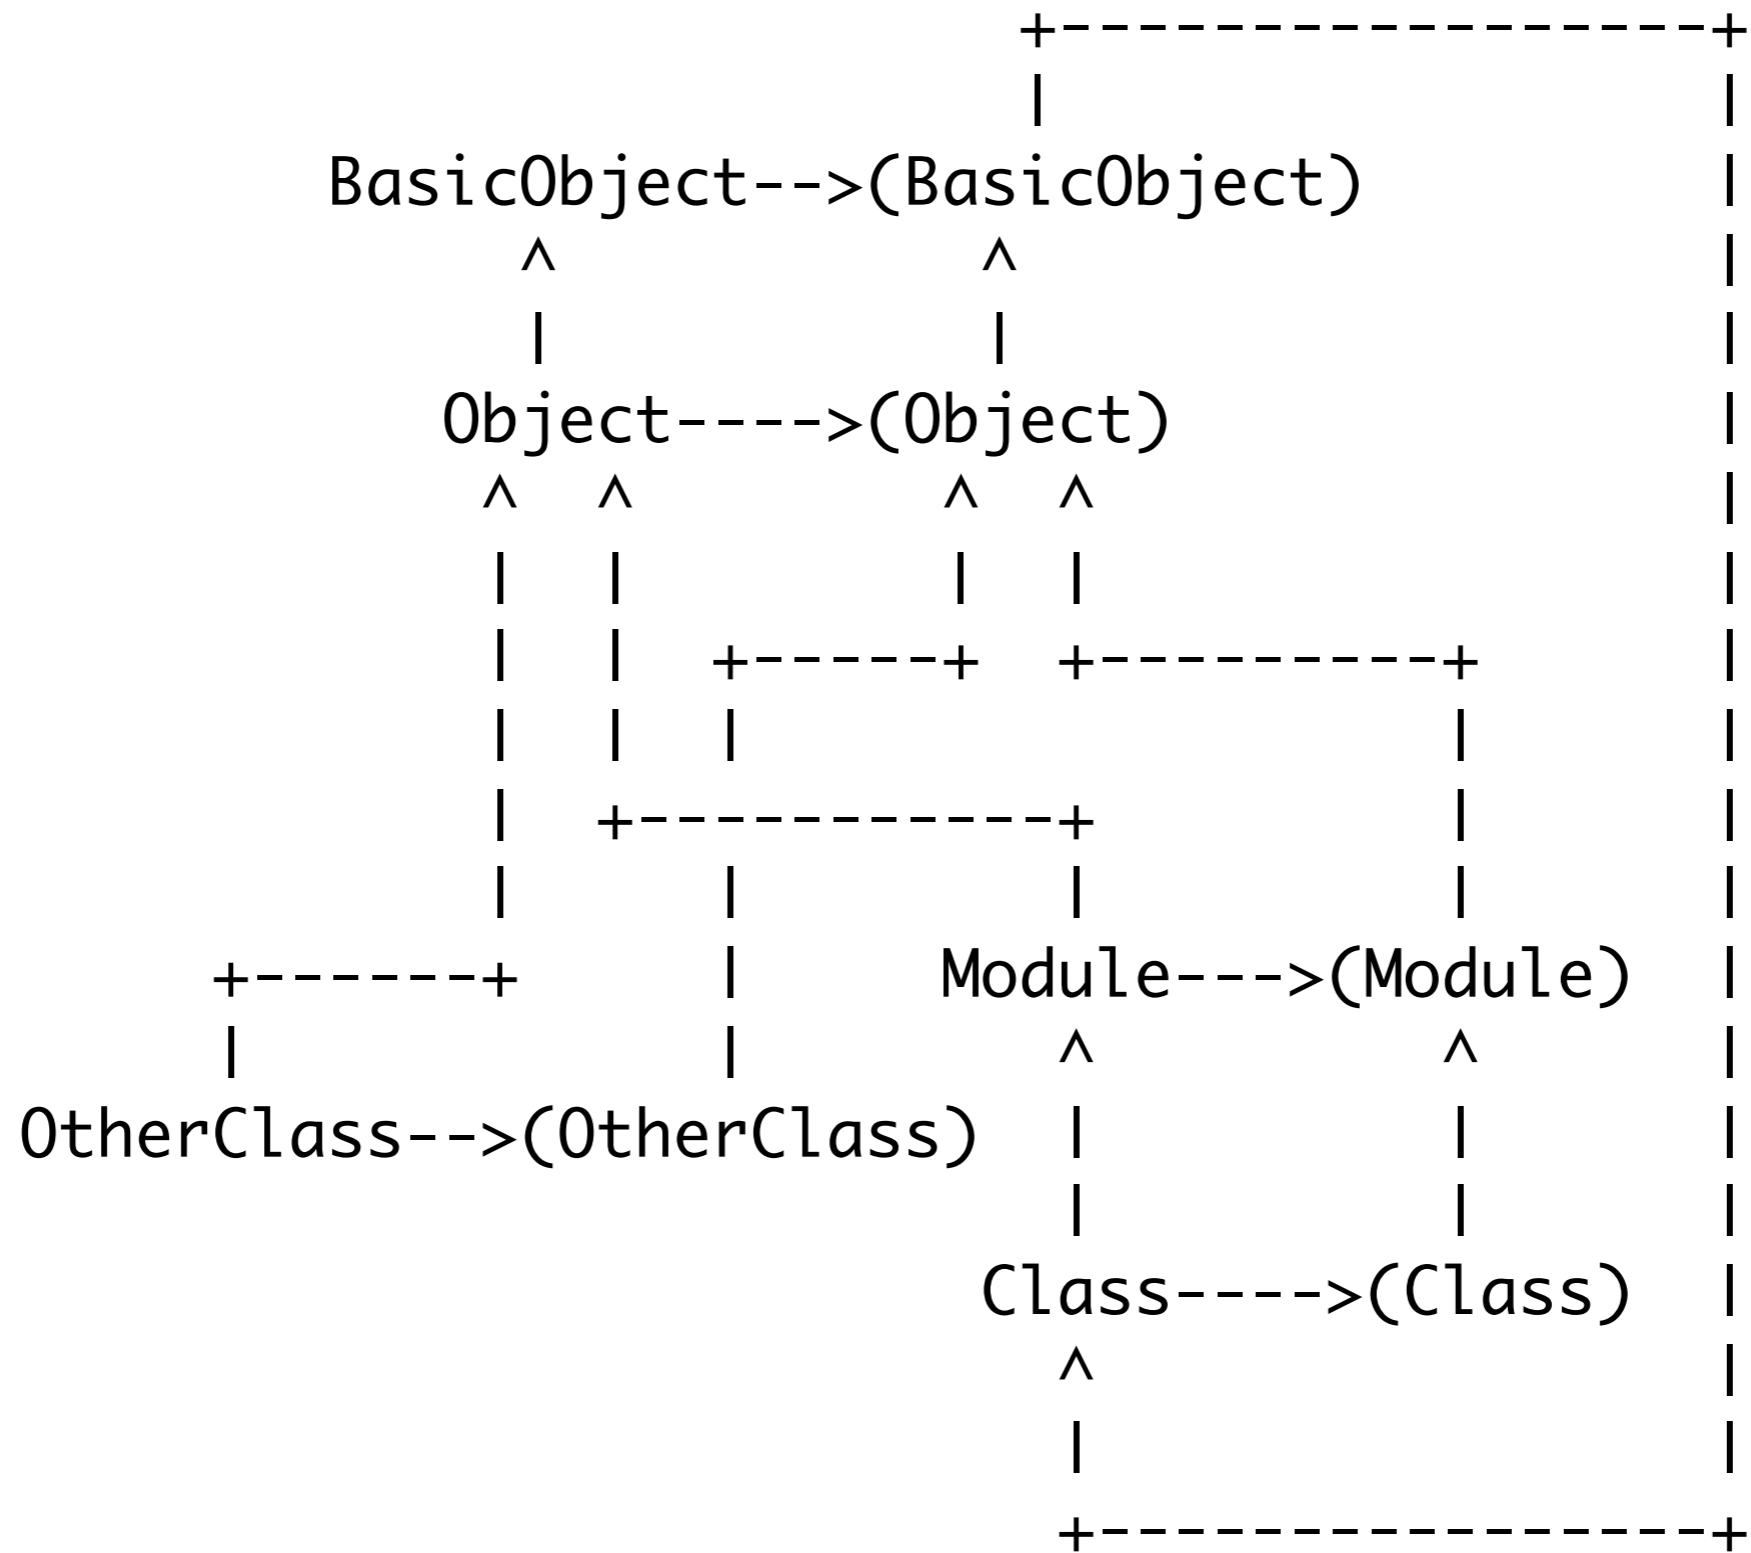 +-----------------+
                          |                 |
        BasicObject-->(BasicObject)         |
             ^           ^                  |
             |           |                  |
           Object---->(Object)              |
            ^  ^        ^  ^                |
            |  |        |  |                |
            |  |  +-----+  +---------+      |
            |  |  |                  |      |
            |  +-----------+         |      |
            |     |        |         |      |
     +------+     |     Module--->(Module)  |
     |            |        ^         ^      |
OtherClass-->(OtherClass)  |         |      |
                           |         |      |
                         Class---->(Class)  |
                           ^                |
                           |                |
                           +----------------+